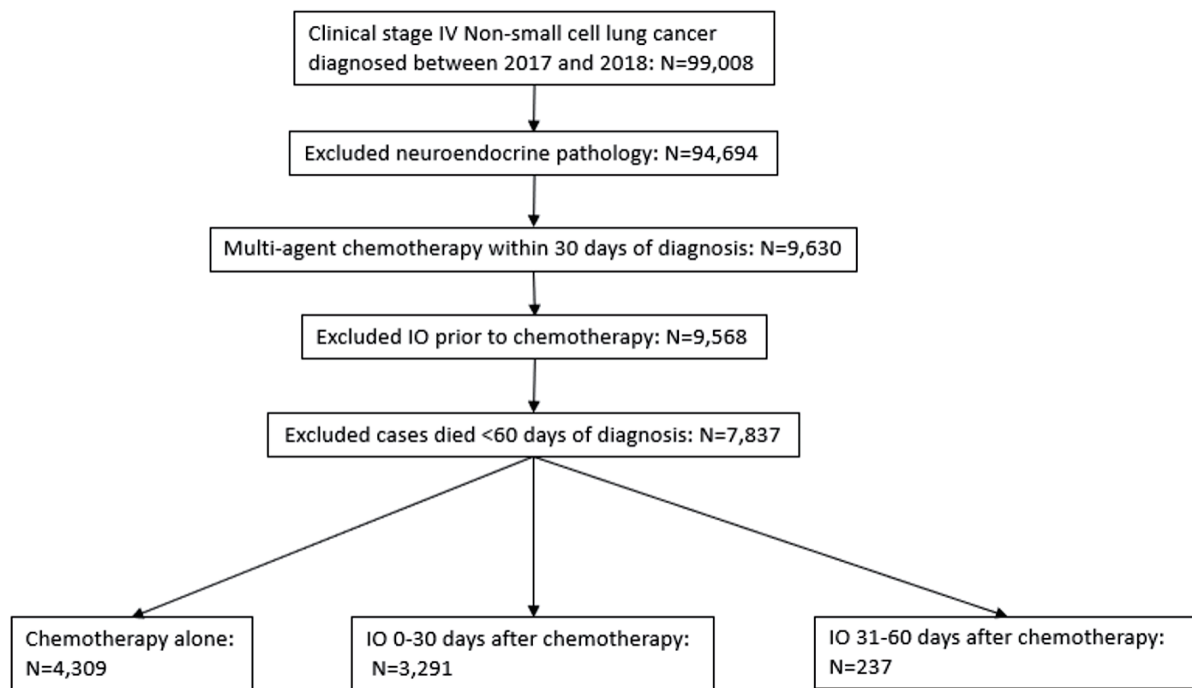 Clinical stage IV Non-small cell lung cancer
diagnosed between 2017 and 2018: N=99,008
Excluded neuroendocrine pathology: N=94,694
Multi-agent chemotherapy within 30 days of diagnosis: N=9,630
Excluded IO prior to chemotherapy: N=9,568
Excluded cases died <60 days of diagnosis: N=7,837
Chemotherapy alone:
N=4,309
IO 0-30 days after chemotherapy:
N=3,291
IO 31-60 days after chemotherapy:
N=237